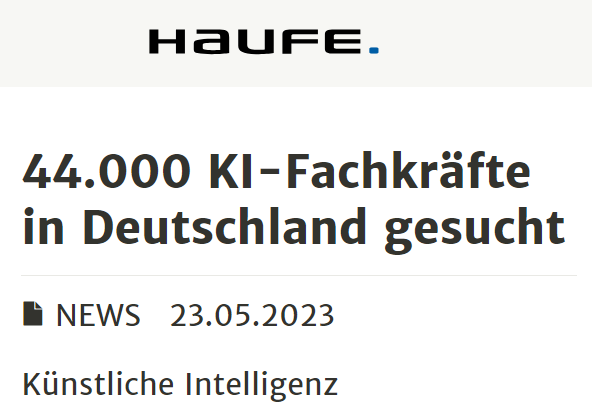 HAUFE.
44.000 KI-Fachkräfte
in Deutschland gesucht
NEWS 23.05.2023
Künstliche Intelligenz